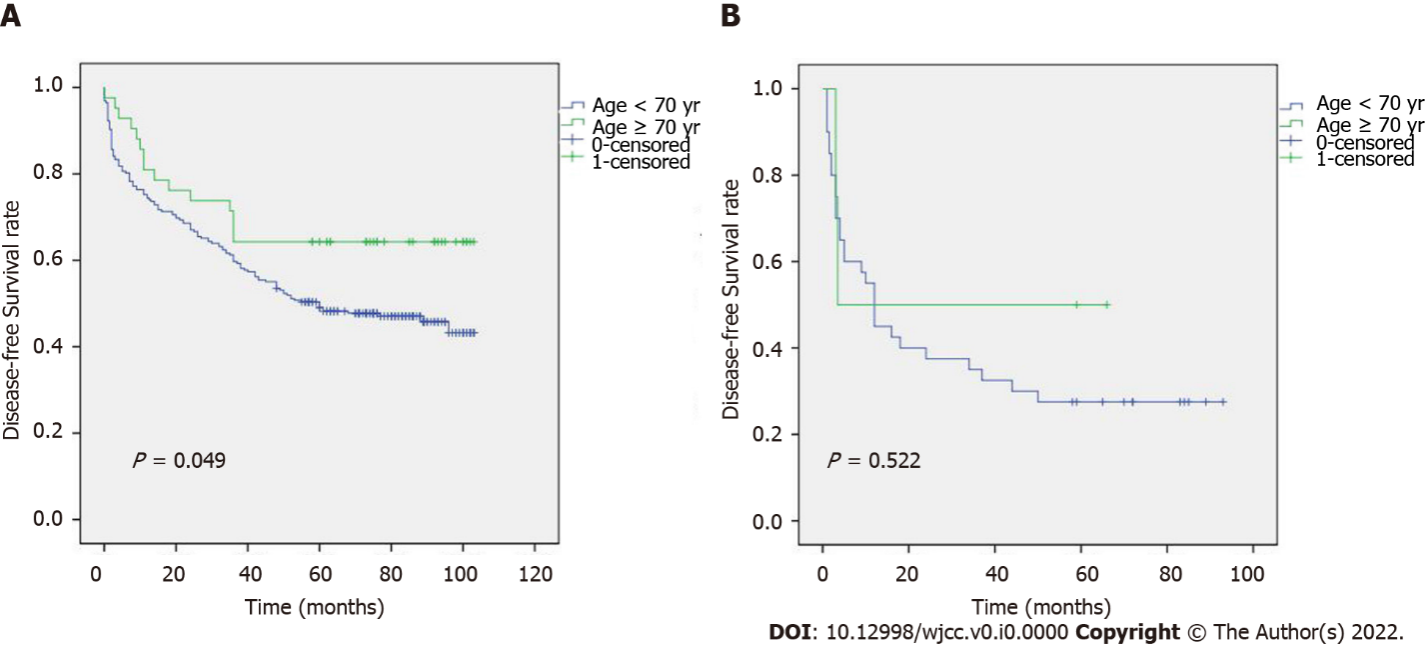 A
Disease-free Survival rate
1.0
0.8
0.6
0.4
0.2
0.0
P = 0.049
0 20 40 60 80 100 120
Time (months)
Age < 70 yr
Age ≥ 70 yr
0-censored
1-censored
B
Disease-free Survival rate
1.0
0.8
0.6
0.4
0.2
0.0
P = 0.522
0 20 40 60 80 100
Time (months)
Age < 70 yr
Age ≥ 70 yr
0-censored
1-censored
DOI: 10.12998/wjcc.v0.i0.0000 Copyright © The Author(s) 2022.